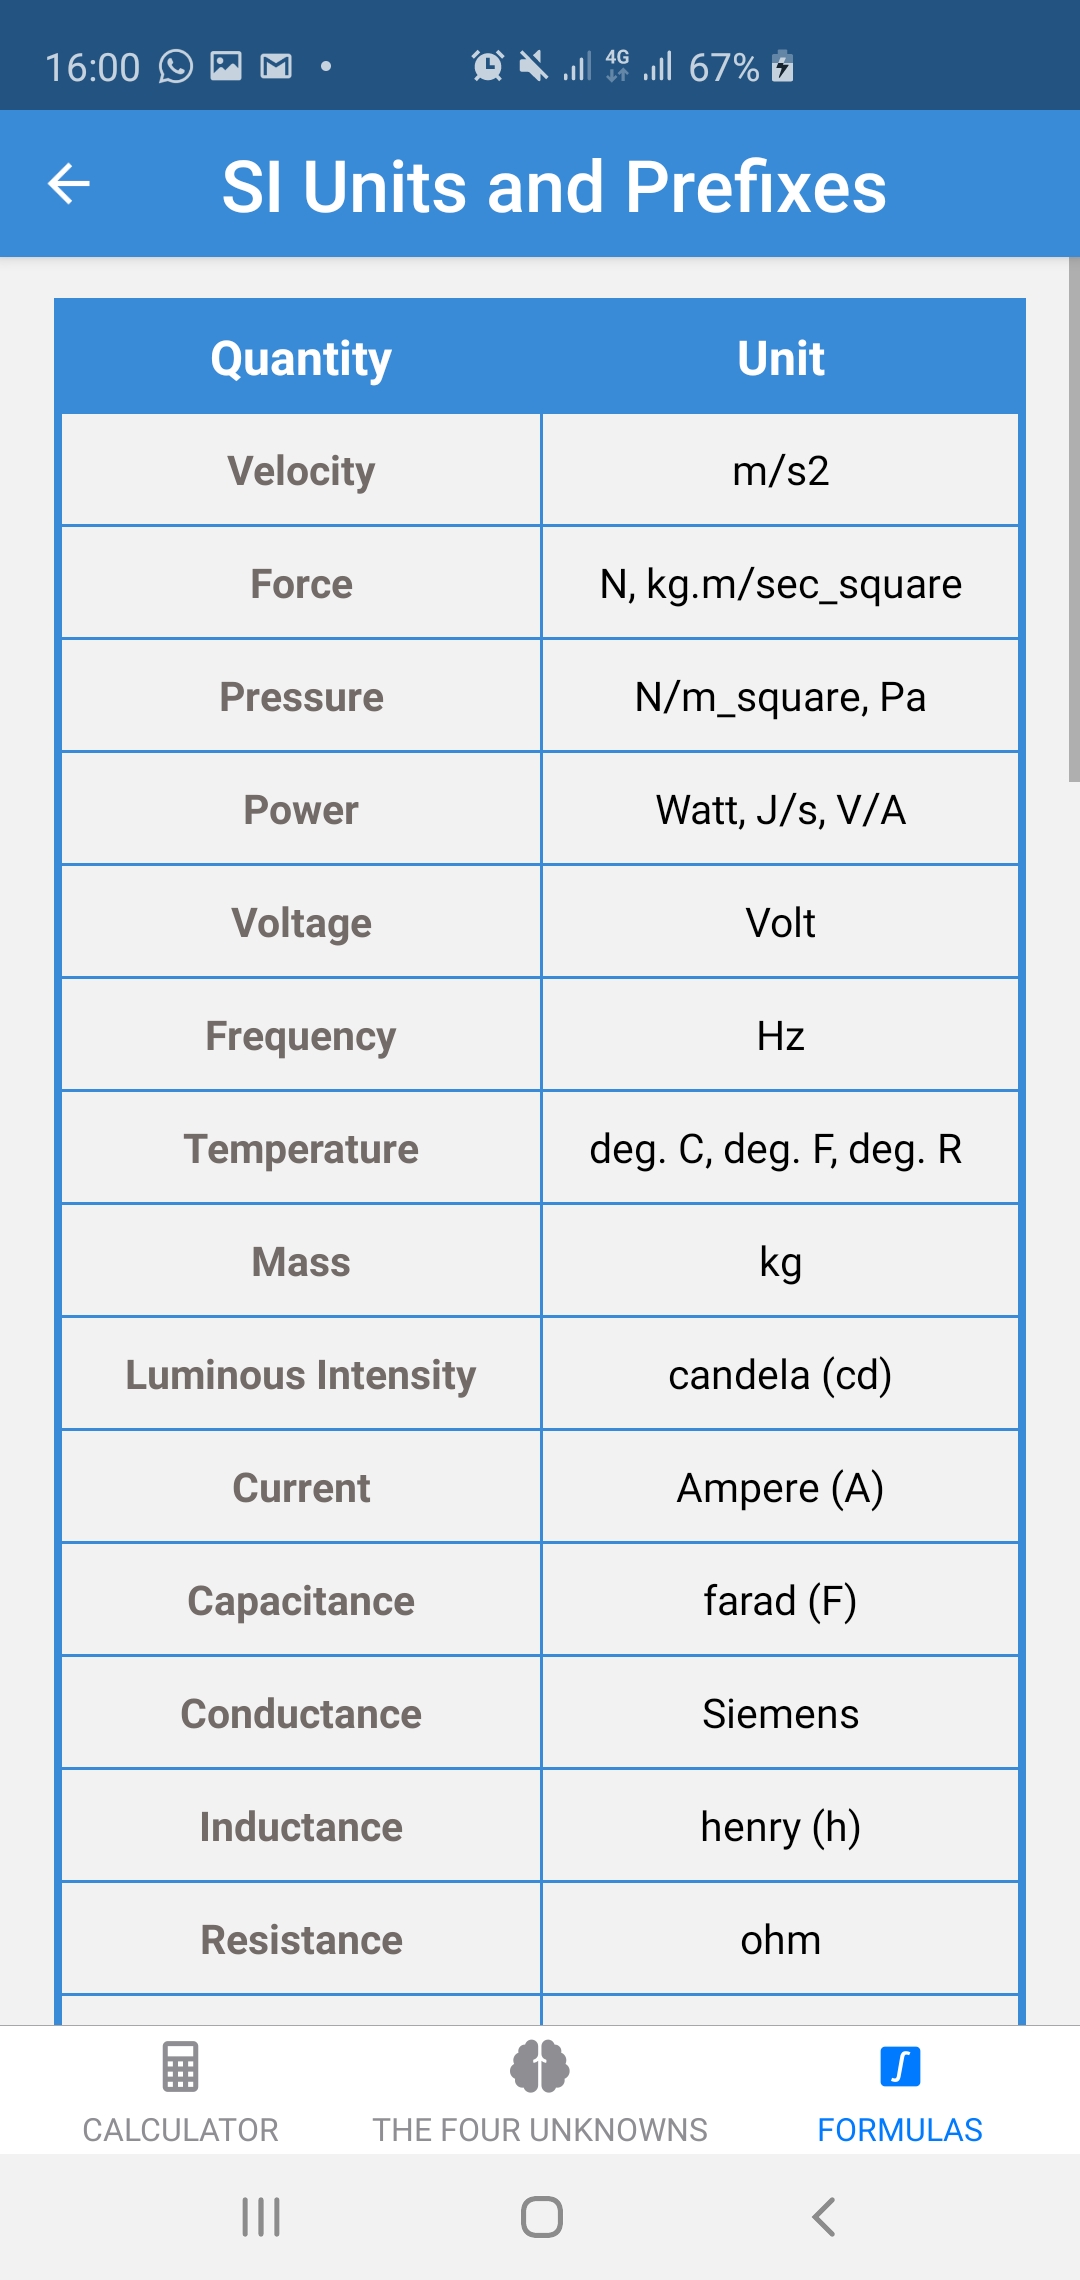 16:00 4G 67%
SI Units and Prefixes
Quantity Unit
Velocity m/s2
Force N, kg.m/sec_square
Pressure N/m_square, Pa
Power Watt, J/s, V/A
Voltage Volt
Frequency Hz
Temperature deg. C, deg. F, deg. R
Mass kg
Luminous Intensity candela (cd)
Current Ampere (A)
Capacitance farad (F)
Conductance Siemens
Inductance henry (h)
Resistance ohm
CALCULATOR THE FOUR UNKNOWNS FORMULAS